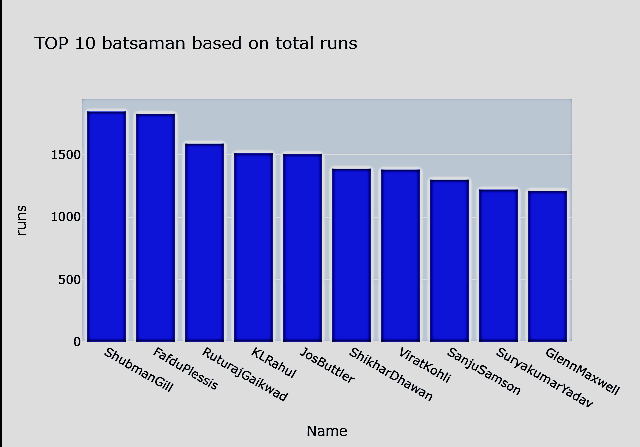 TOP 10 batsaman based on total runs
runs
1500
1000
500
0
ShubmanGill
FafduPlessis
RuturajGaikwad
KLRahul
JosButtler
ShikharDhawan
ViratKohli
SanjuSamson
SuryakumarYadav
GlennMaxwell
Name